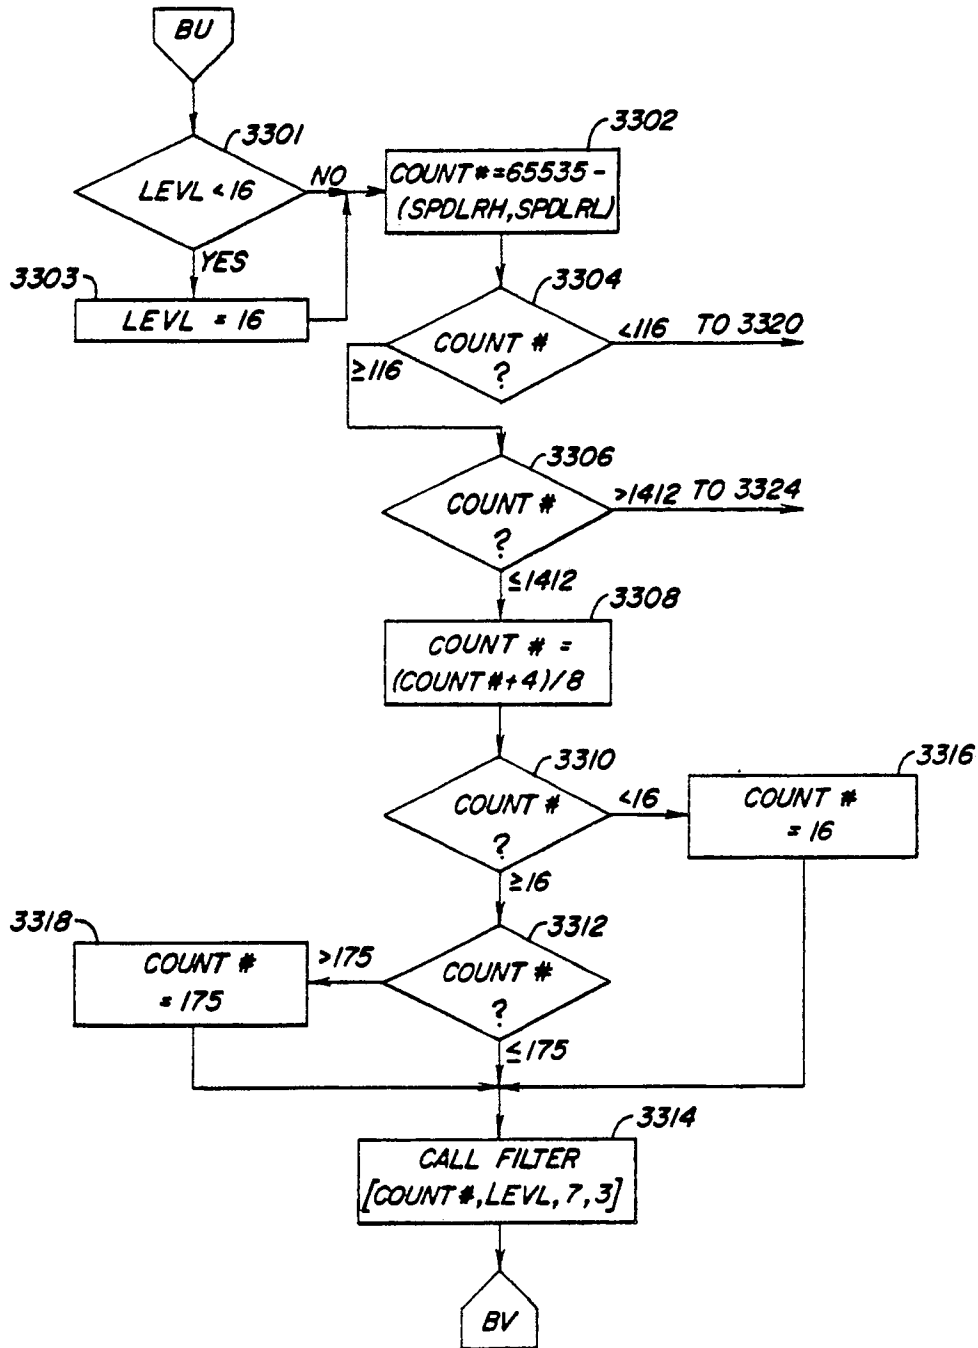 BU
3301
LEVL < 16
NO
YES
3302
COUNT #=65535-
(SPDLRH,SPDLRL)
3303
LEVL = 16
3304
COUNT #
?
<116 TO 3320
≥116
3306
COUNT #
?
>1412 TO 3324
≤1412
3308
COUNT # =
(COUNT#+4)/8
3310
COUNT #
?
<16
≥16
3316
COUNT #
= 16
3318
COUNT #
= 175
>175
3312
COUNT #
?
≤175
3314
CALL FILTER
[COUNT#,LEVL,7,3]
BV